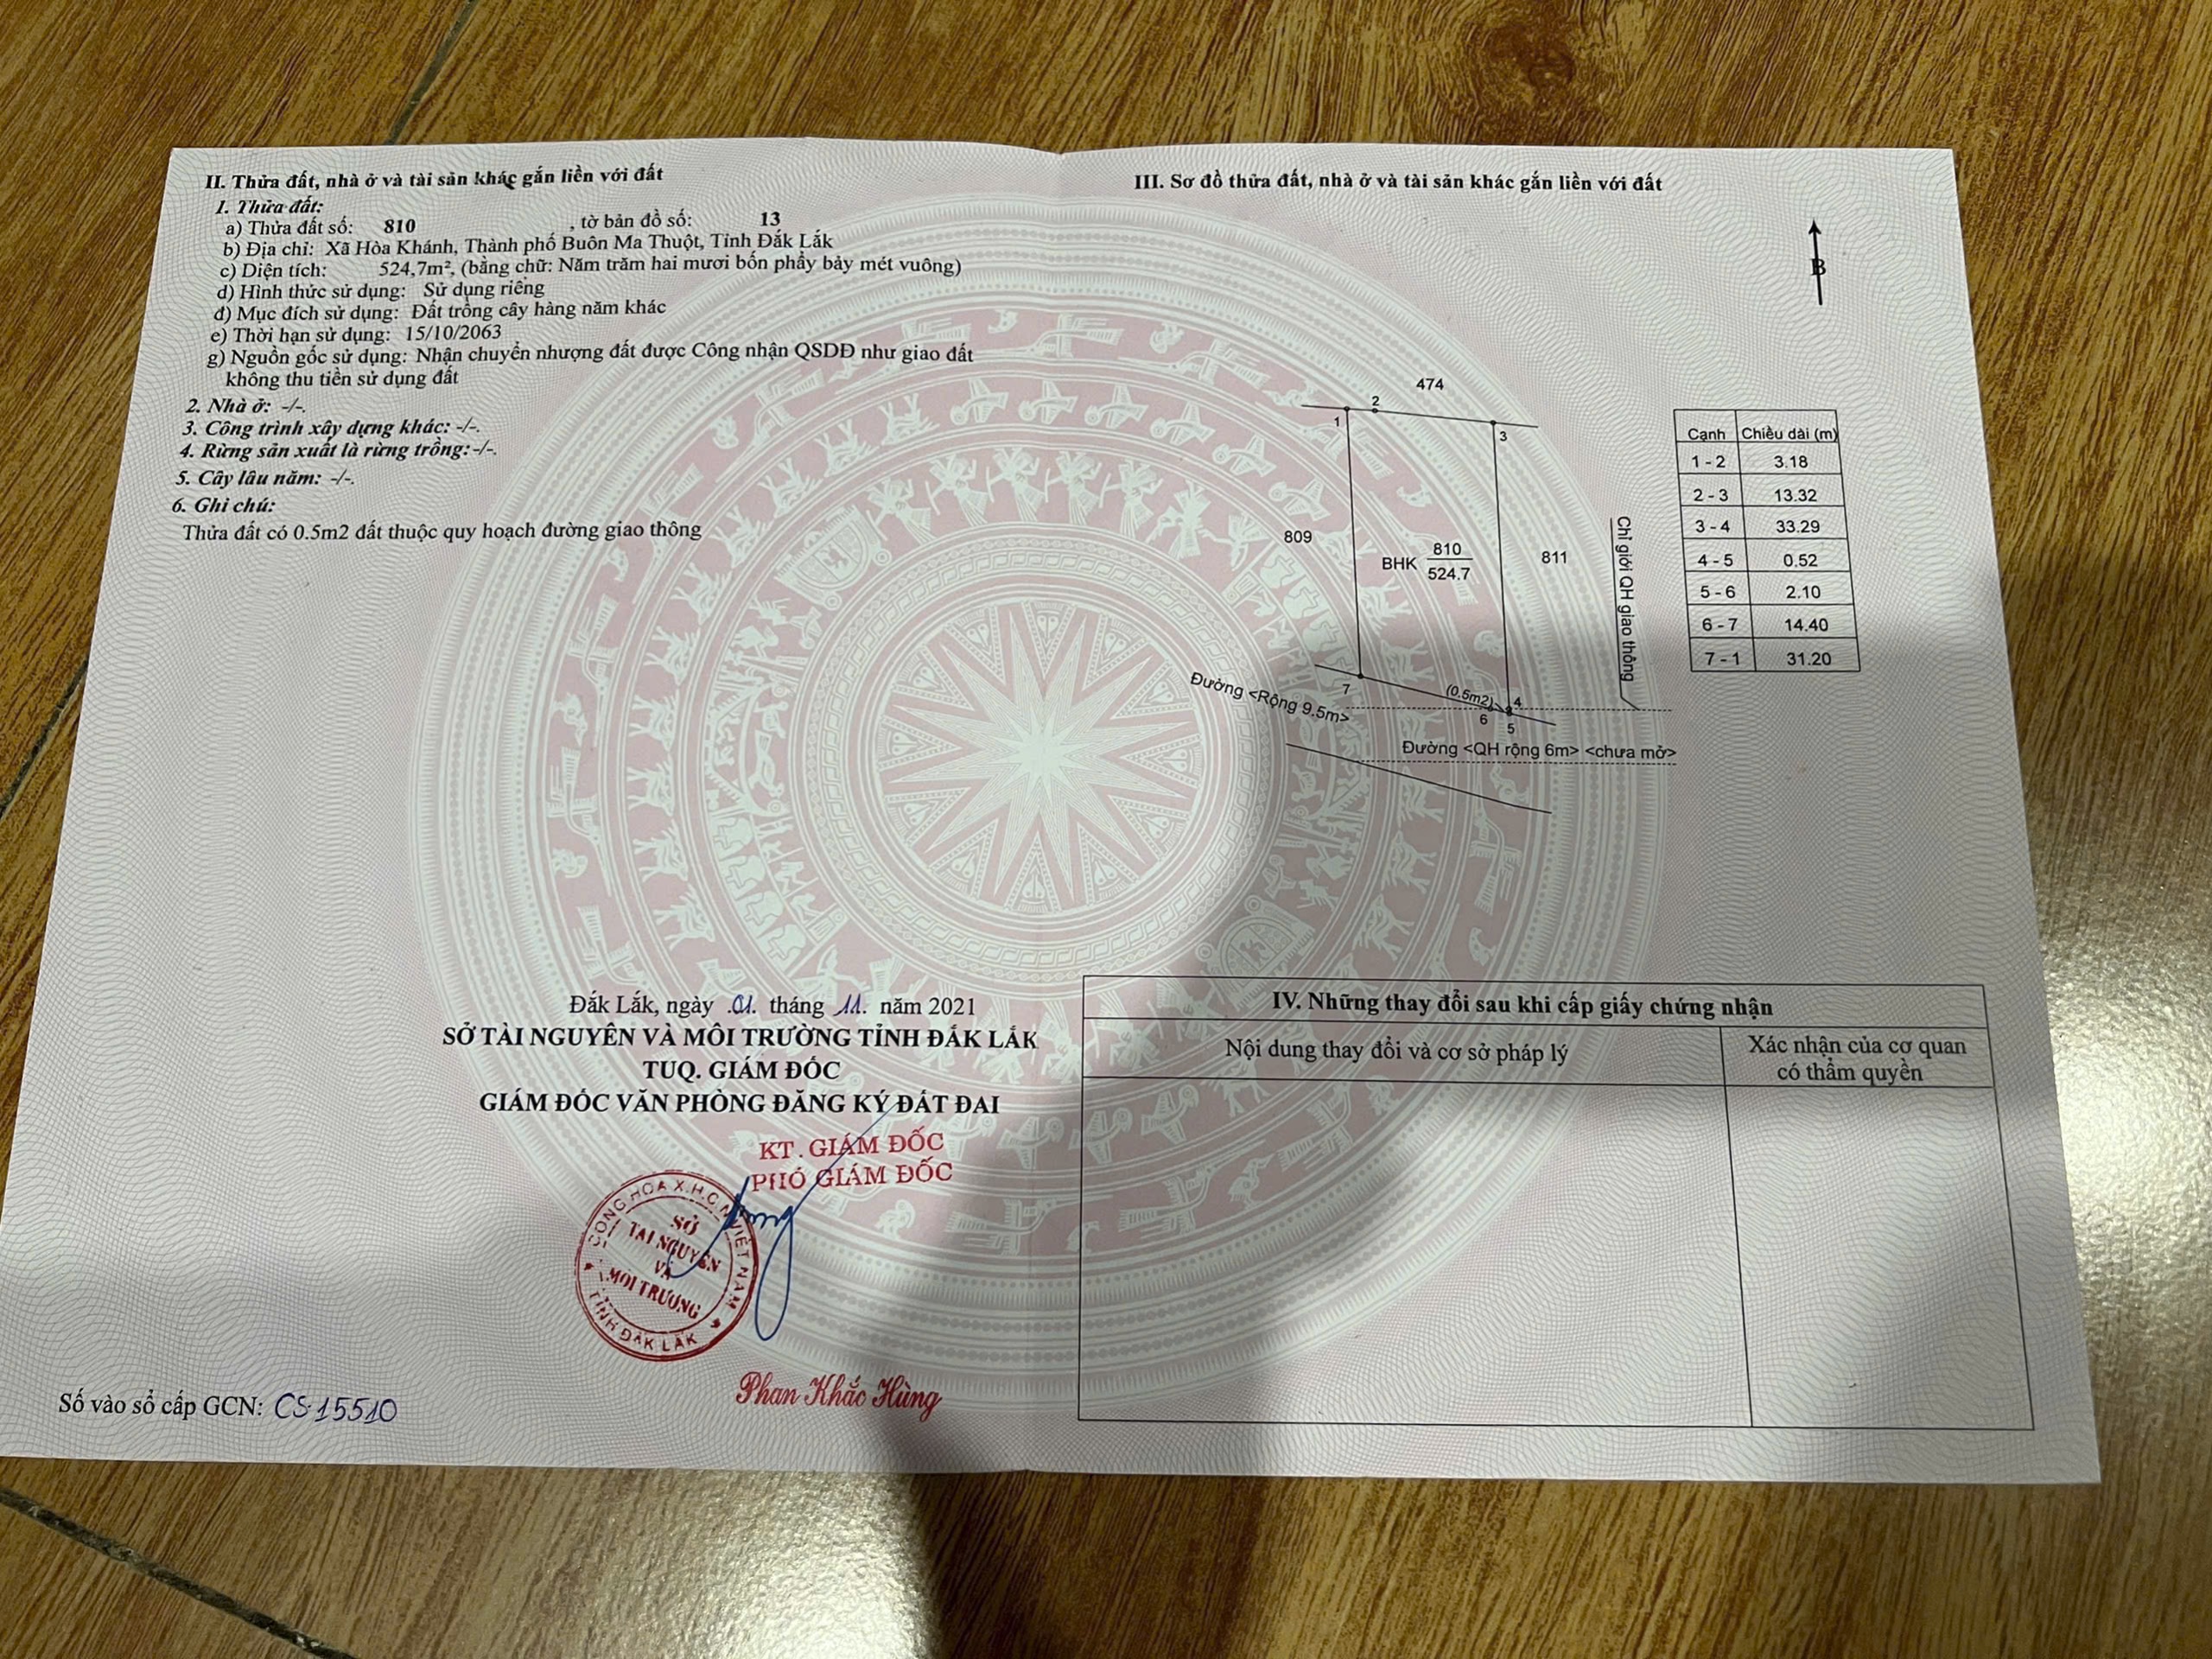 II. Thửa đất, nhà ở và tài sản khác gắn liền với đất
1. Thửa đất:
a) Thửa đất số: 810 , tờ bản đồ số: 13
b) Địa chỉ: Xã Hòa Khánh, Thành phố Buôn Ma Thuột, Tỉnh Đắk Lắk
c) Diện tích: 524,7m², (bằng chữ: Năm trăm hai mươi bốn phẩy bảy mét vuông)
d) Hình thức sử dụng: Sử dụng riêng
đ) Mục đích sử dụng: Đất trồng cây hàng năm khác
e) Thời hạn sử dụng: 15/10/2063
g) Nguồn gốc sử dụng: Nhận chuyển nhượng đất được Công nhận QSDĐ như giao đất
không thu tiền sử dụng đất
2. Nhà ở: -/-.
3. Công trình xây dựng khác: -/-.
4. Rừng sản xuất là rừng trồng: -/-.
5. Cây lâu năm: -/-.
6. Ghi chú:
Thửa đất có 0.5m2 đất thuộc quy hoạch đường giao thông
Đắk Lắk, ngày .01. tháng .11. năm 2021
SỞ TÀI NGUYÊN VÀ MÔI TRƯỜNG TỈNH ĐẮK LẮK
TUQ. GIÁM ĐỐC
GIÁM ĐỐC VĂN PHÒNG ĐĂNG KÝ ĐẤT ĐAI
KT. GIÁM ĐỐC
PHÓ GIÁM ĐỐC
CỘNG HÒA X.H.C.N VIỆT NAM
SỞ
TÀI NGUYÊN
VÀ
MÔI TRƯỜNG
TỈNH ĐẮK LẮK
Phan Khắc Hùng
Số vào sổ cấp GCN: CS15510
III. Sơ đồ thửa đất, nhà ở và tài sản khác gắn liền với đất
B
474
1
2
3
809
BHK 810
524.7
811
Chỉ giới QH giao thông
7
(0.5m2)
4
6
5
Đường <Rộng 9.5m>
Đường <QH rộng 6m> <chưa mở>
Cạnh Chiều dài (m)
1 - 2 3.18
2 - 3 13.32
3 - 4 33.29
4 - 5 0.52
5 - 6 2.10
6 - 7 14.40
7 - 1 31.20
IV. Những thay đổi sau khi cấp giấy chứng nhận
Nội dung thay đổi và cơ sở pháp lý
Xác nhận của cơ quan
có thẩm quyền